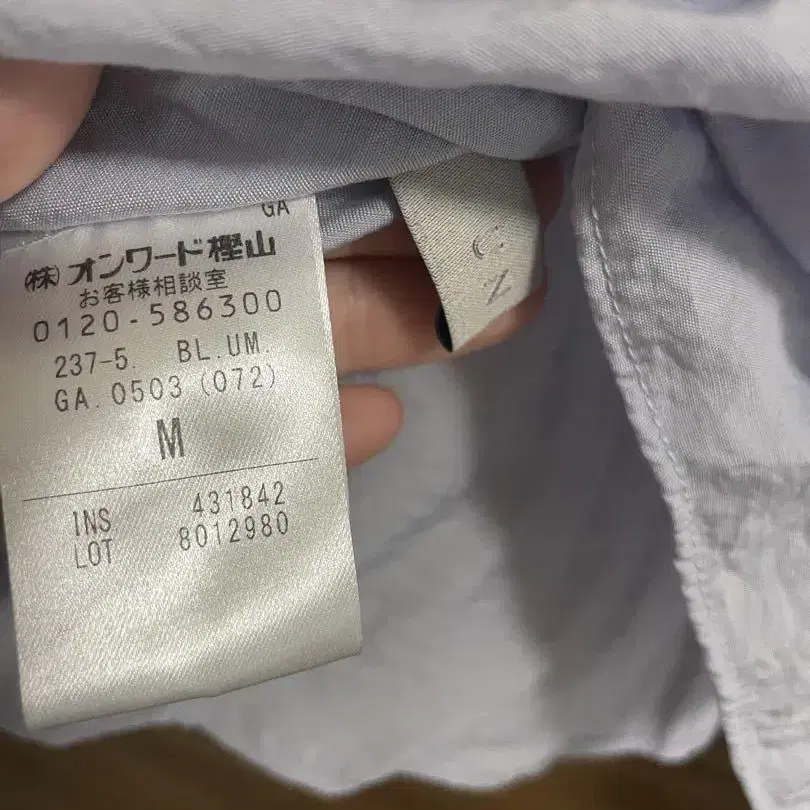 GA
(株)オンワード樫山
お客様相談室
0120-586300
237-5. BL.UM.
GA.0503(072)
M
INS 431842
LOT 8012980